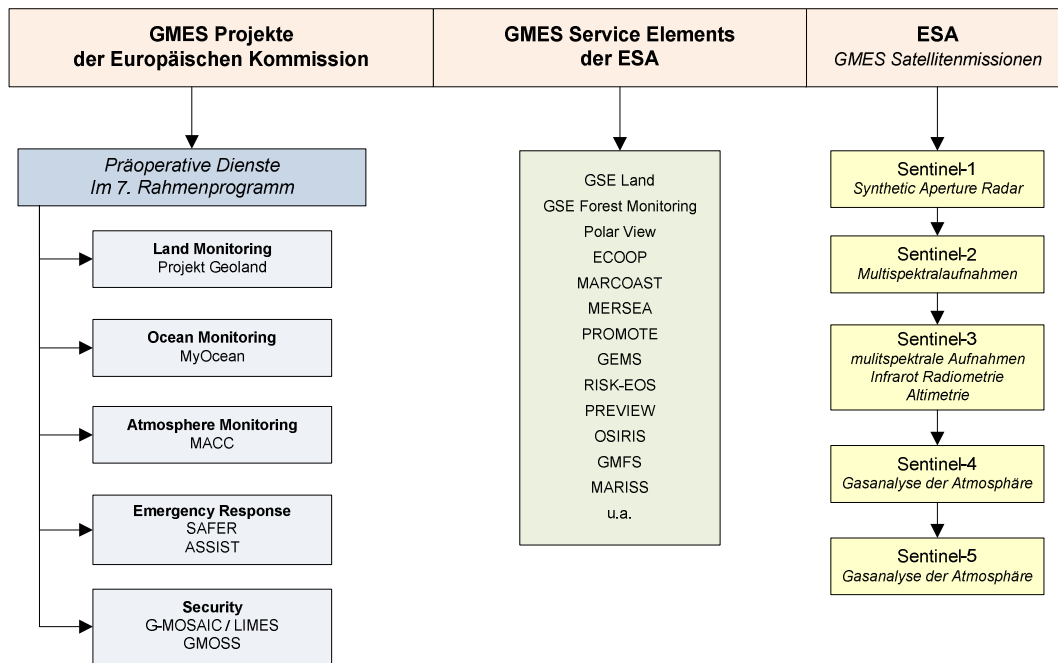 GMES Projekte
der Europäischen Kommission
GMES Service Elements
der ESA
ESA
GMES Satellitenmissionen
Präoperative Dienste
Im 7. Rahmenprogramm
Land Monitoring
Projekt Geoland
Ocean Monitoring
MyOcean
Atmosphere Monitoring
MACC
Emergency Response
SAFER
ASSIST
Security
G-MOSAIC / LIMES
GMOSS
GSE Land
GSE Forest Monitoring
Polar View
ECOOP
MARCOAST
MERSEA
PROMOTE
GEMS
RISK-EOS
PREVIEW
OSIRIS
GMFS
MARISS
u.a.
Sentinel-1
Synthetic Aperture Radar
Sentinel-2
Multispektralaufnahmen
Sentinel-3
mulitspektrale Aufnahmen
Infrarot Radiometrie
Altimetrie
Sentinel-4
Gasanalyse der Atmosphäre
Sentinel-5
Gasanalyse der Atmosphäre